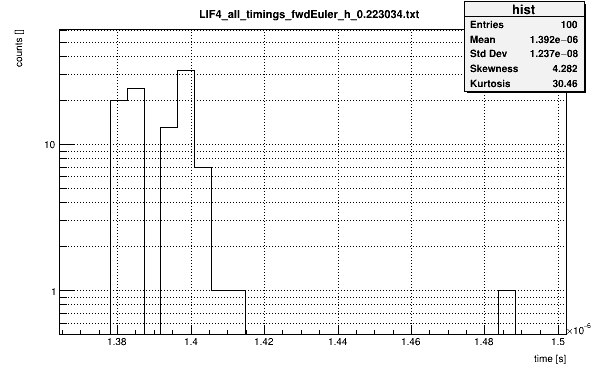 LIF4_all_timings_fwdEuler_h_0.223034.txt
hist
Entries 100
Mean 1.392e−06
Std Dev 1.237e−08
Skewness 4.282
Kurtosis 30.46
counts []
10
1
1.38 1.4 1.42 1.44 1.46 1.48 1.5
×10−6
time [s]